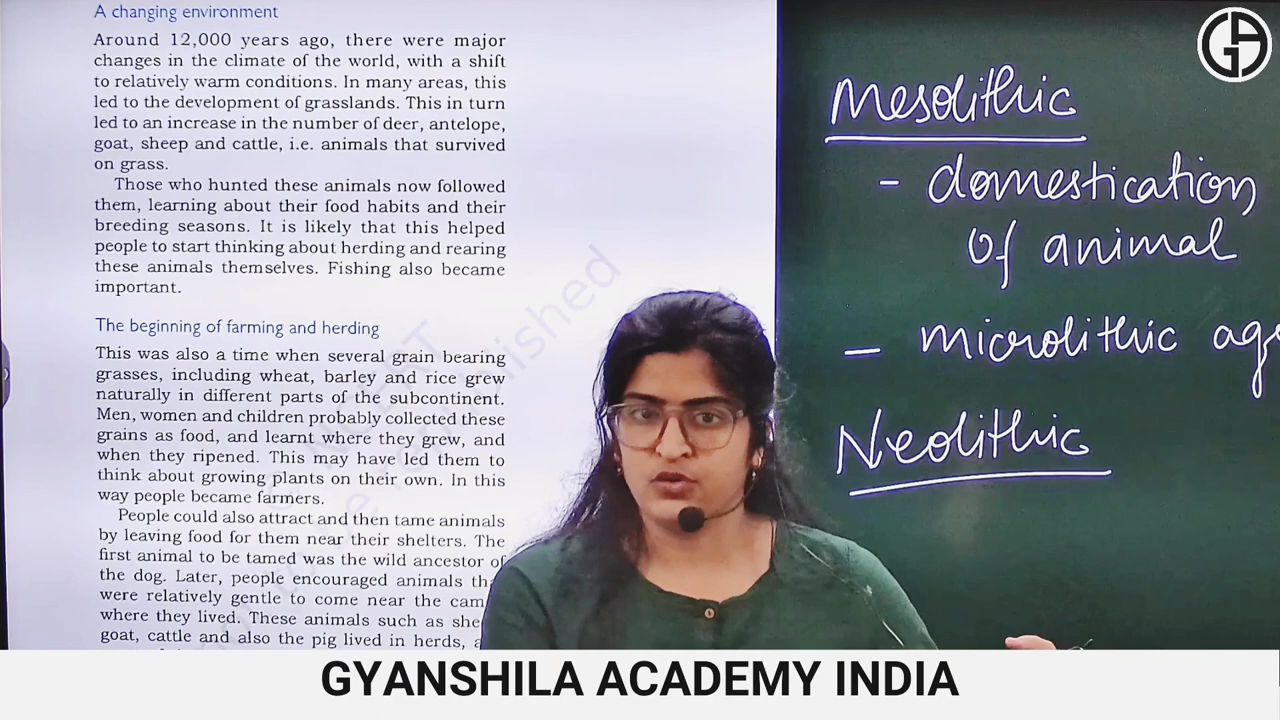 A changing environment
Around 12,000 years ago, there were major
changes in the climate of the world, with a shift
to relatively warm conditions. In many areas, this
led to the development of grasslands. This in turn
led to an increase in the number of deer, antelope,
goat, sheep and cattle, i.e. animals that survived
on grass.
Those who hunted these animals now followed
them, learning about their food habits and their
breeding seasons. It is likely that this helped
people to start thinking about herding and rearing
these animals themselves. Fishing also became
important.
The beginning of farming and herding
This was also a time when several grain bearing
grasses, including wheat, barley and rice grew
naturally in different parts of the subcontinent.
Men, women and children probably collected these
grains as food, and learnt where they grew, and
when they ripened. This may have led them to
think about growing plants on their own. In this
way people became farmers.
People could also attract and then tame animals
by leaving food for them near their shelters. The
first animal to be tamed was the wild ancestor of
the dog. Later, people encouraged animals
were relatively gentle to come near the
where they lived. These animals such as
goat, cattle and also the pig lived in herds,
Mesolithic
- domestication
of animal
- microlithic
Neolithic
GA
GYANSHILA ACADEMY INDIA